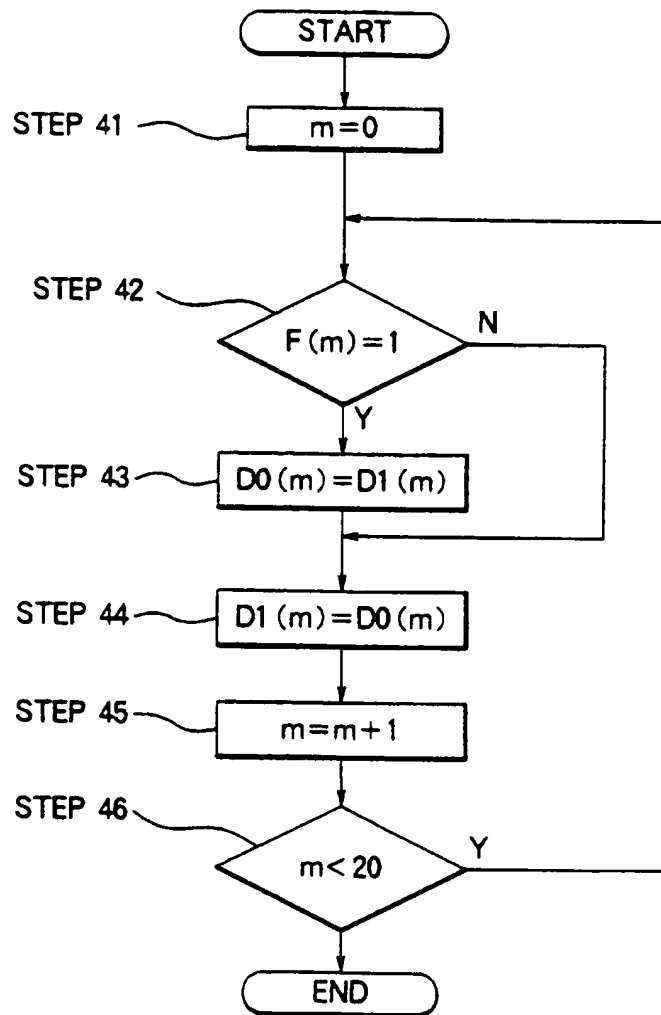 START
STEP 41
m=0
STEP 42
F(m)=1
N
Y
STEP 43
D0(m)=D1(m)
STEP 44
D1(m)=D0(m)
STEP 45
m=m+1
STEP 46
m<20
Y
END